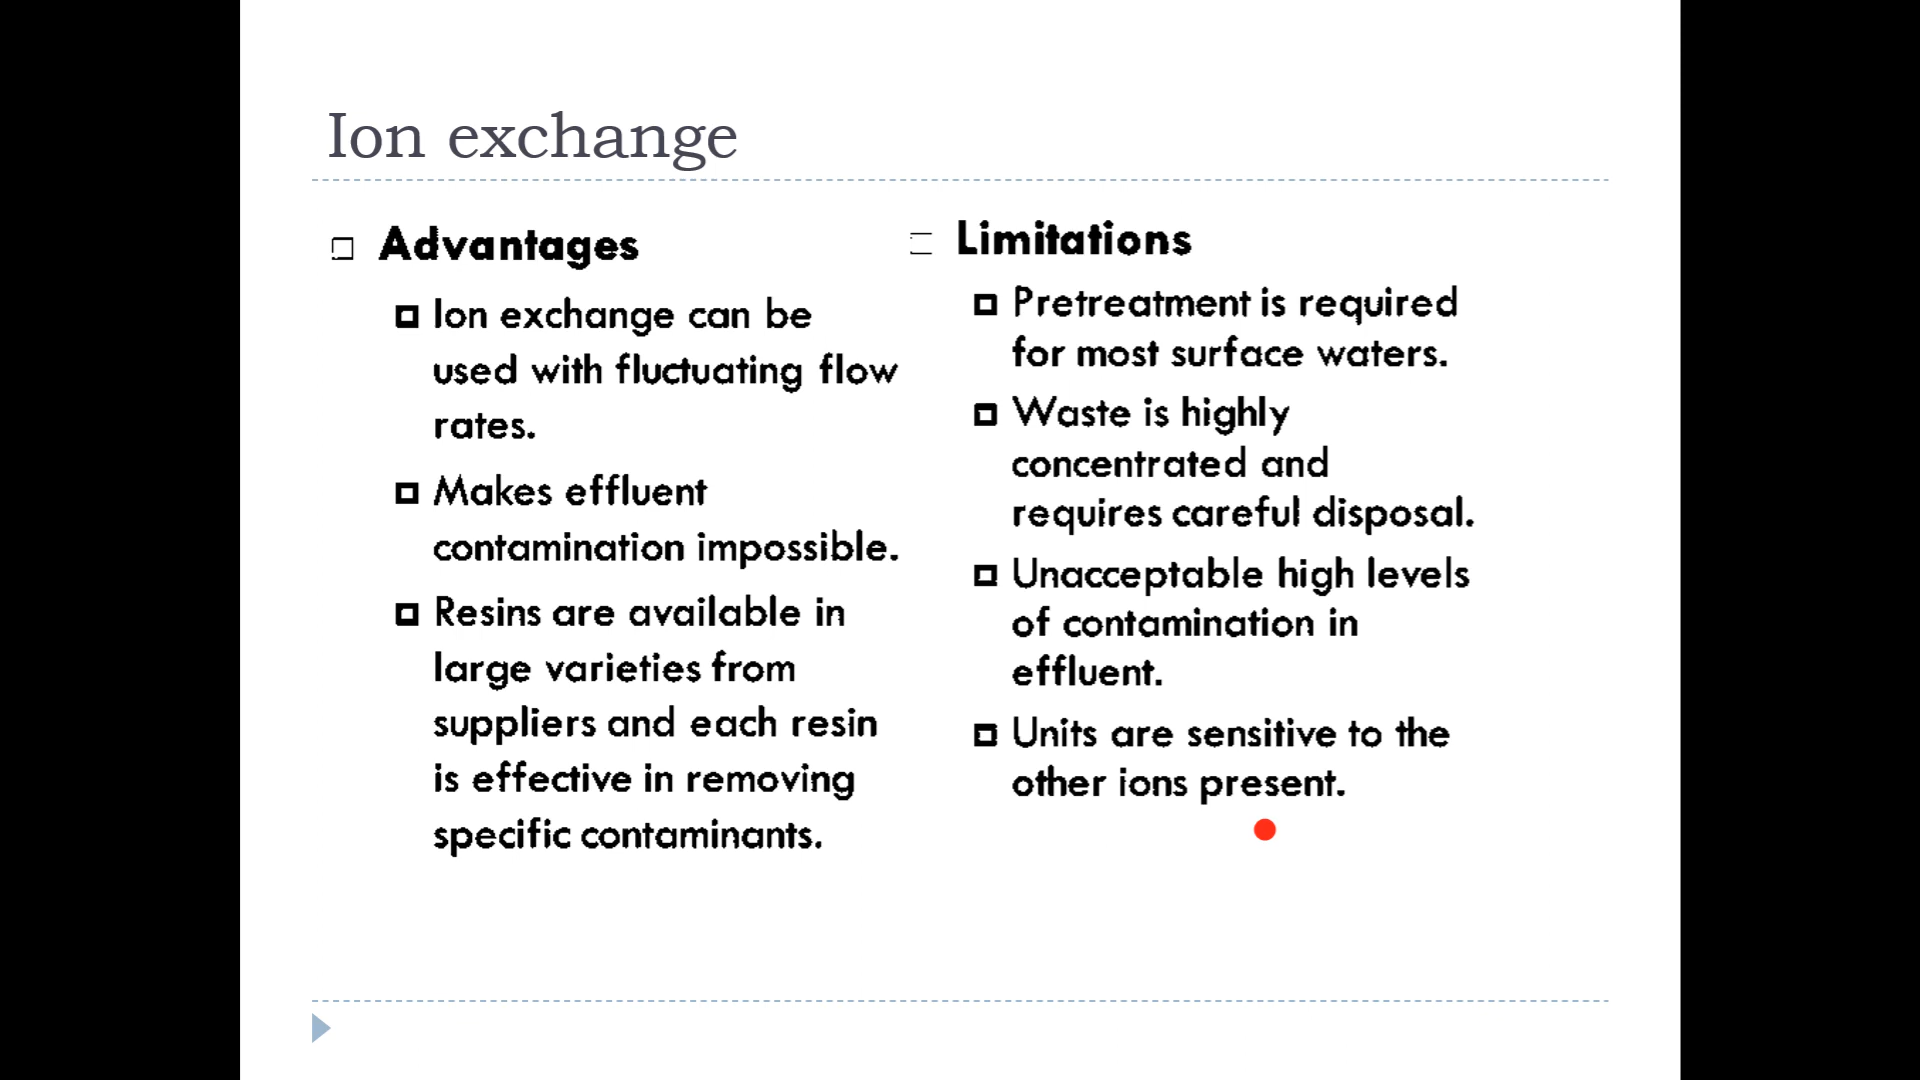 Ion exchange
Advantages
Ion exchange can be
used with fluctuating flow
rates.
Makes effluent
contamination impossible.
Resins are available in
large varieties from
suppliers and each resin
is effective in removing
specific contaminants.
Limitations
Pretreatment is required
for most surface waters.
Waste is highly
concentrated and
requires careful disposal.
Unacceptable high levels
of contamination in
effluent.
Units are sensitive to the
other ions present.